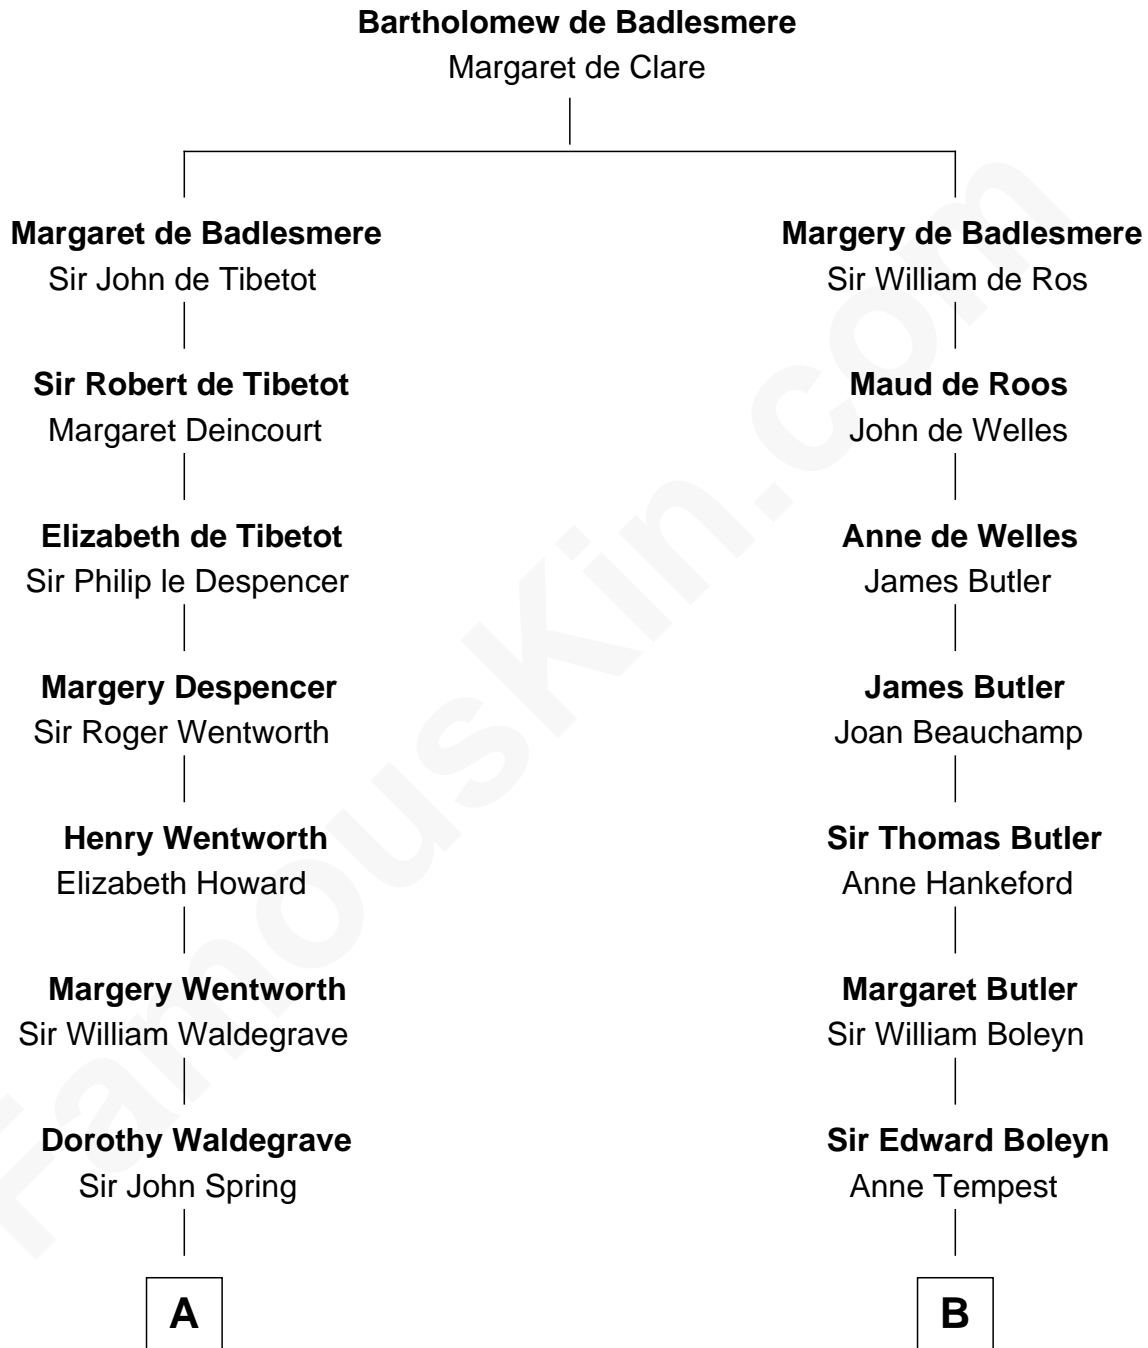 Bartholomew de Badlesmere
Margaret de Clare
Margaret de Badlesmere
Sir John de Tibetot
Margery de Badlesmere
Sir William de Ros
Sir Robert de Tibetot
Margaret Deincourt
Maud de Roos
John de Welles
Elizabeth de Tibetot
Sir Philip le Despencer
Anne de Welles
James Butler
Margery Despencer
Sir Roger Wentworth
James Butler
Joan Beauchamp
Henry Wentworth
Elizabeth Howard
Sir Thomas Butler
Anne Hankeford
Margery Wentworth
Sir William Waldegrave
Margaret Butler
Sir William Boleyn
Dorothy Waldegrave
Sir John Spring
Sir Edward Boleyn
Anne Tempest
A
B
FamousKin.com